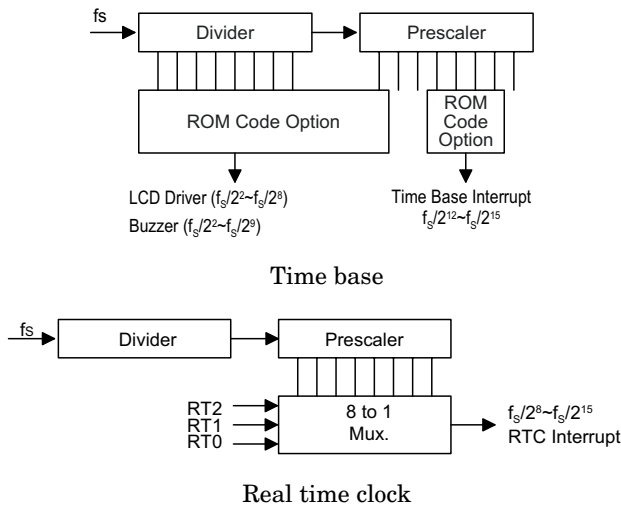 fs
Divider
Prescaler
ROM Code Option
ROM
Code
Option
LCD Driver (fS/2²~fS/2⁸)
Buzzer (fS/2²~fS/2⁹)
Time Base Interrupt
fS/2¹²~fS/2¹⁵
Time base
fs
Divider
Prescaler
RT2
RT1
RT0
8 to 1
Mux.
fS/2⁸~fS/2¹⁵
RTC Interrupt
Real time clock